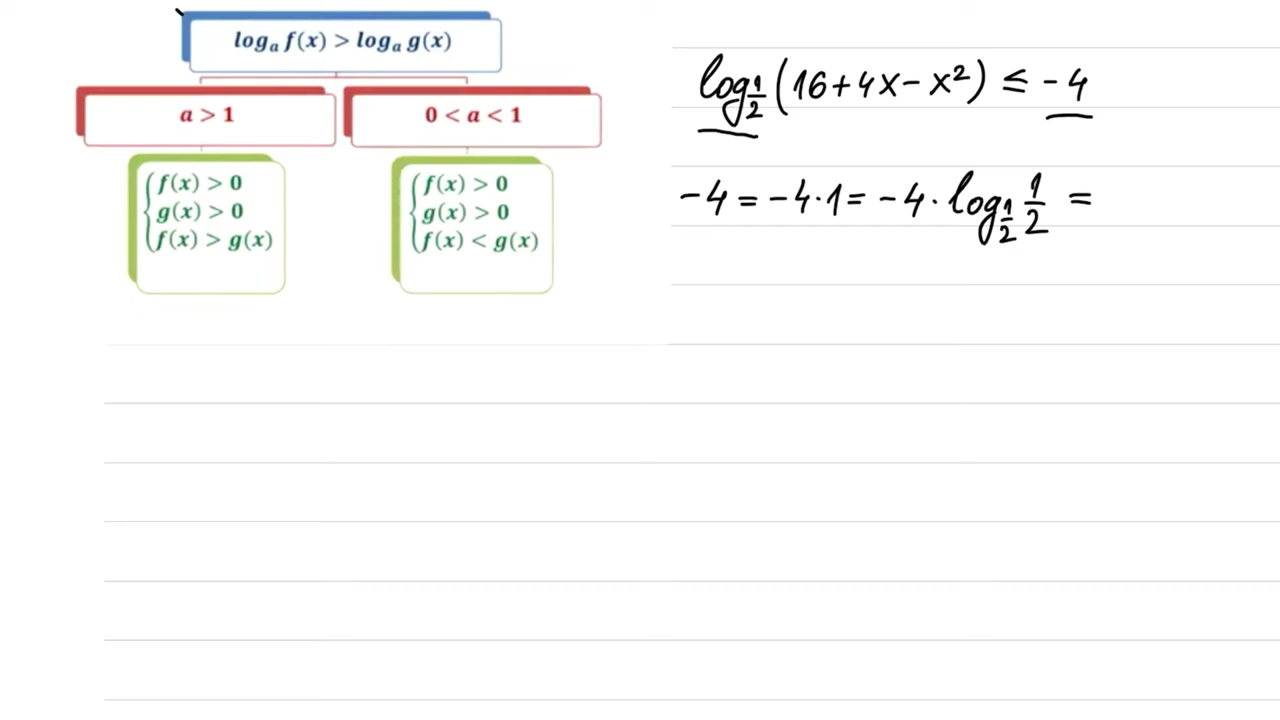 logₐ f(x) > logₐ g(x)
a > 1
0 < a < 1
f(x) > 0
g(x) > 0
f(x) > g(x)
f(x) > 0
g(x) > 0
f(x) < g(x)
log_{1/2}(16+4x-x²) ≤ -4
-4 = -4·1 = -4·log_{1/2} 1/2 =